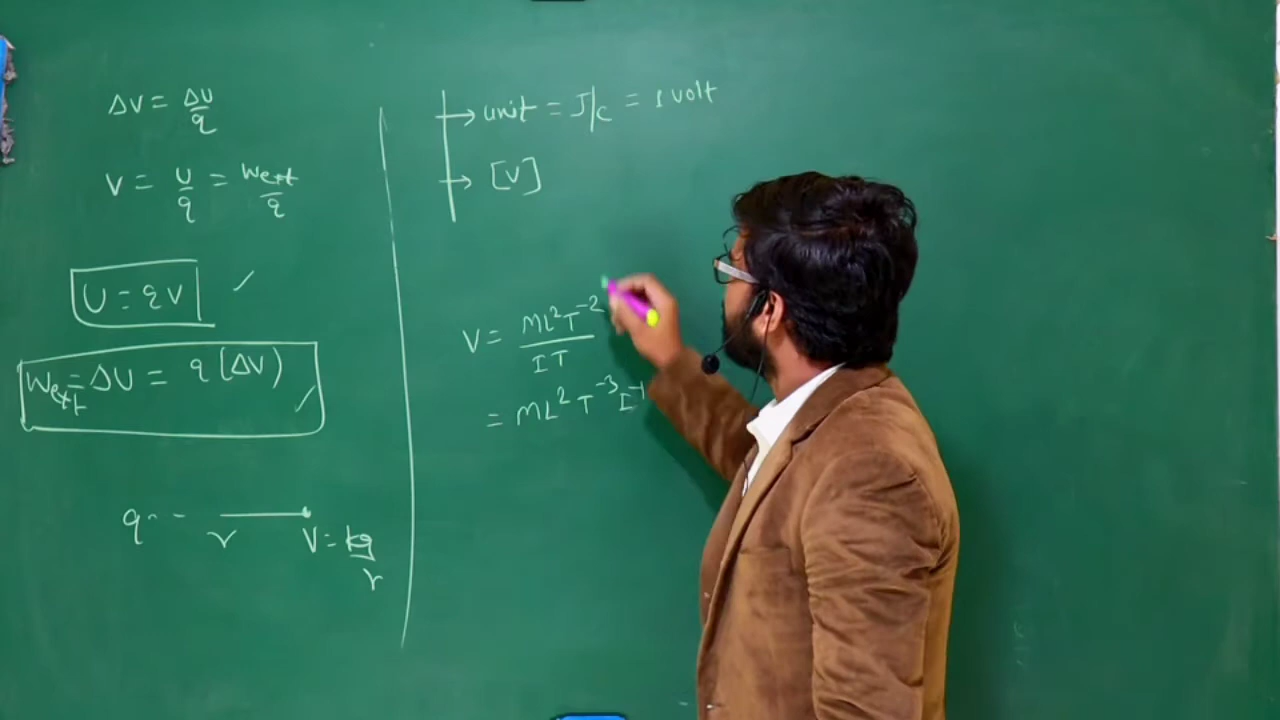 ΔV = ΔU/q
V = U/q = Wext/q
U = qV ✓
Wext = ΔU = q(ΔV) ✓
q-- r V = kq/r
→ unit = J/C = 1 volt
→ [V]
V = ML²T⁻²/IT
= ML²T⁻³I⁻¹